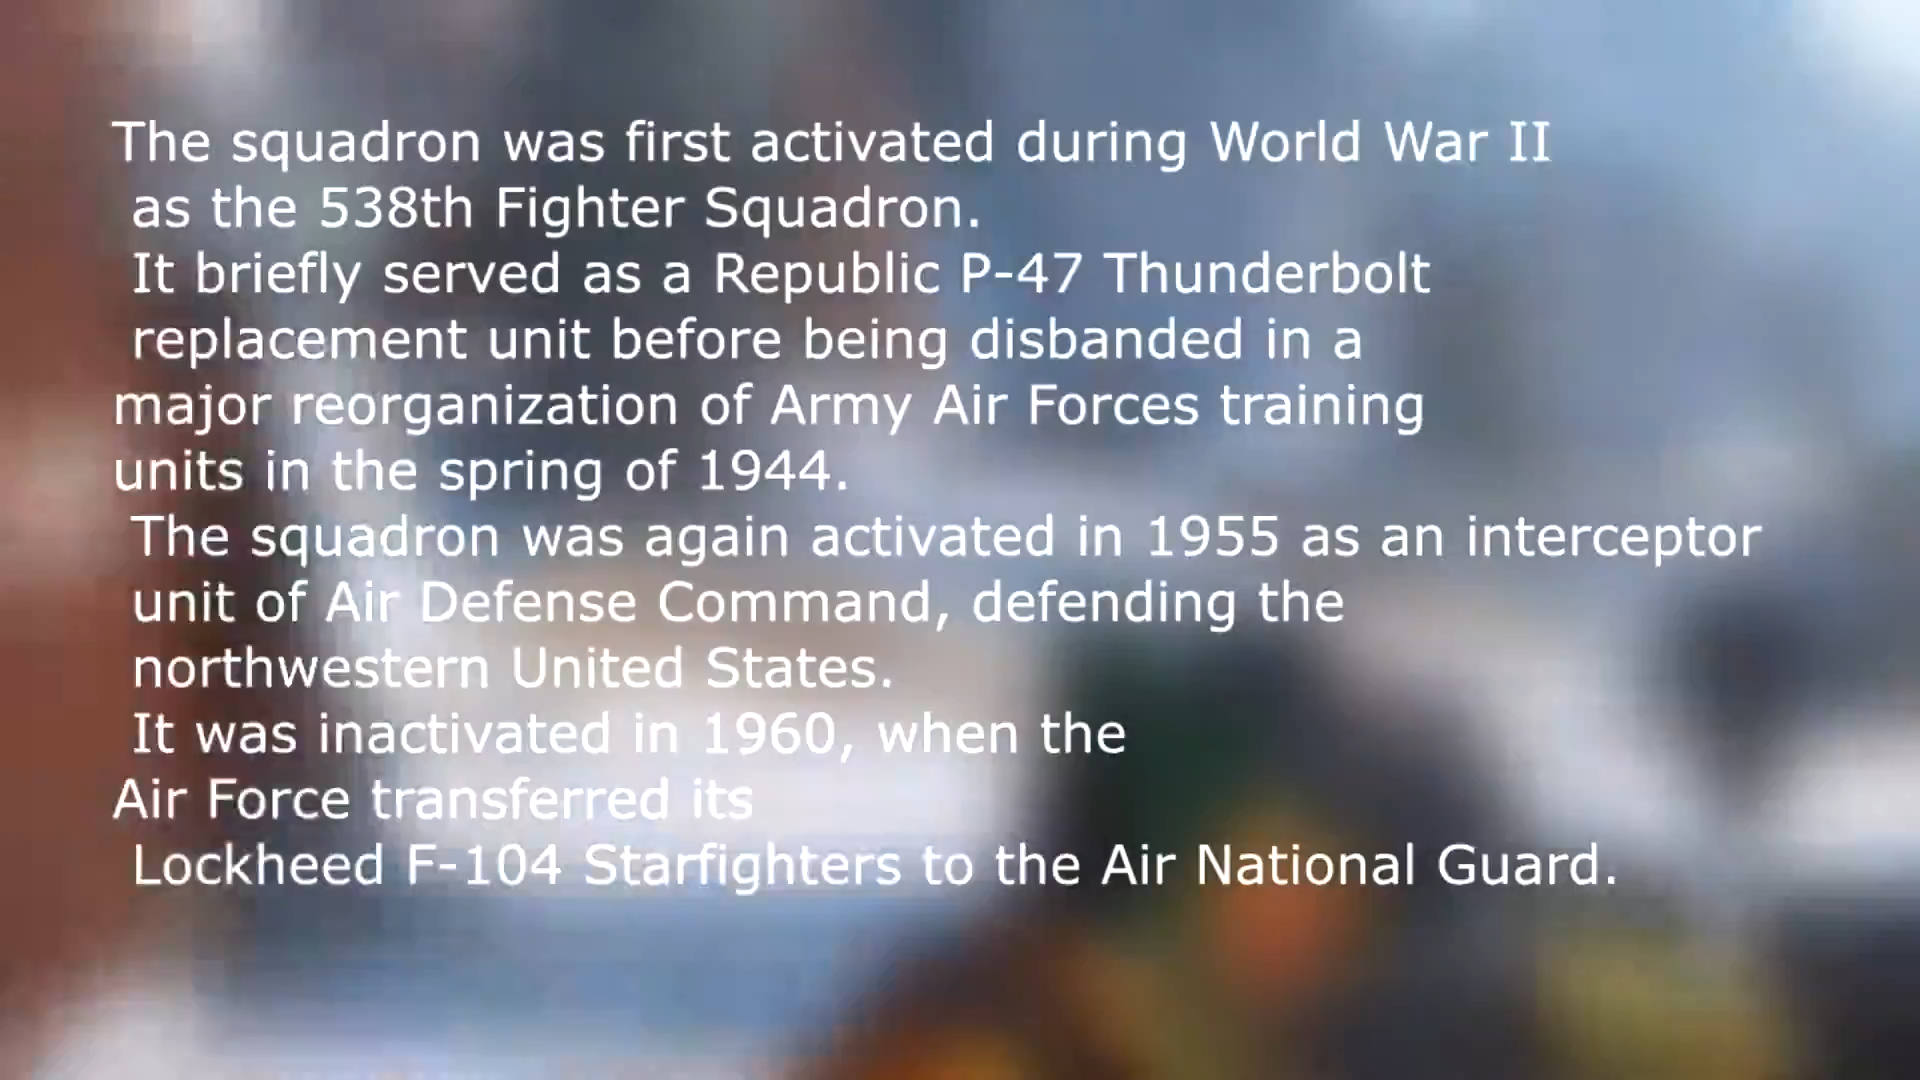 The squadron was first activated during World War II
as the 538th Fighter Squadron.
It briefly served as a Republic P-47 Thunderbolt
replacement unit before being disbanded in a
major reorganization of Army Air Forces training
units in the spring of 1944.
The squadron was again activated in 1955 as an interceptor
unit of Air Defense Command, defending the
northwestern United States.
It was inactivated in 1960, when the
Air Force transferred its
Lockheed F-104 Starfighters to the Air National Guard.